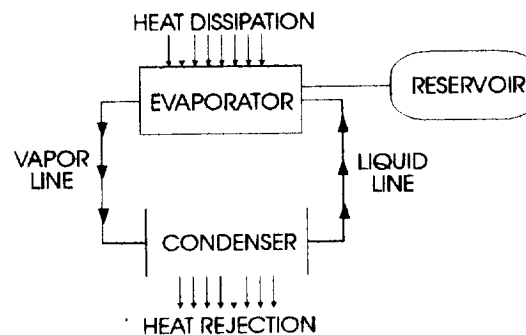 HEAT DISSIPATION
EVAPORATOR
RESERVOIR
VAPOR
LINE
LIQUID
LINE
CONDENSER
HEAT REJECTION